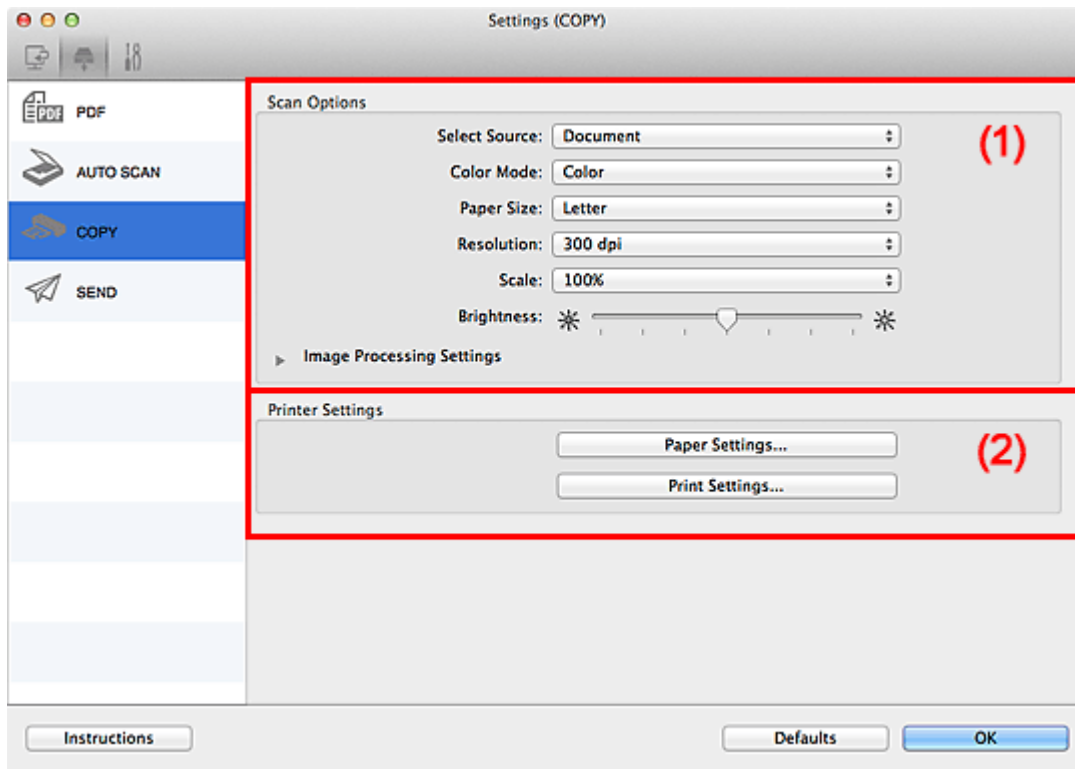 Settings (COPY)
PDF
PDF
AUTO SCAN
COPY
SEND
Scan Options
(1)
Select Source: Document
Color Mode: Color
Paper Size: Letter
Resolution: 300 dpi
Scale: 100%
Brightness:
Image Processing Settings
Printer Settings
(2)
Paper Settings...
Print Settings...
Instructions
Defaults
OK